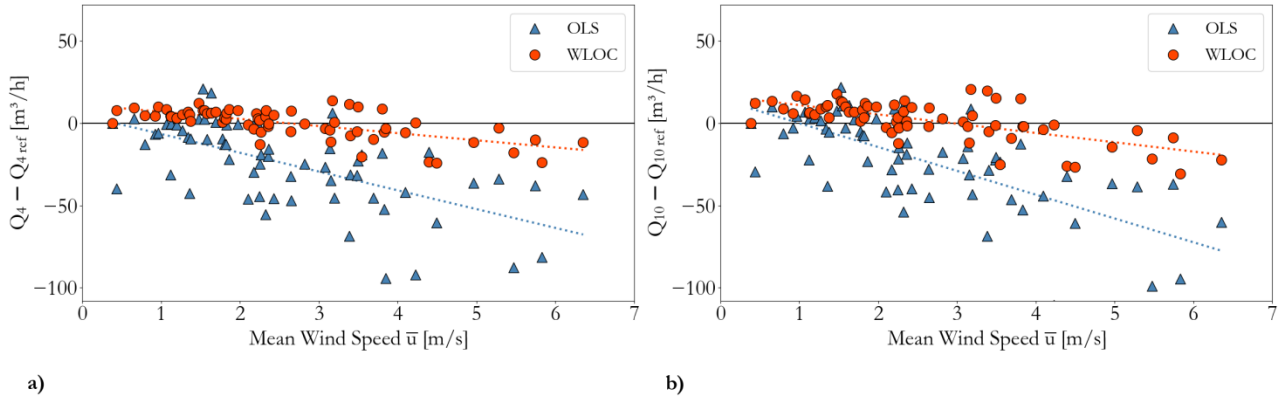 OLS
WLOC
50
0
−50
−100
Q₄ − Q₄ ref [m³/h]
0 1 2 3 4 5 6 7
Mean Wind Speed u̅ [m/s]
a)
OLS
WLOC
50
0
−50
−100
Q₁₀ − Q₁₀ ref [m³/h]
0 1 2 3 4 5 6 7
Mean Wind Speed u̅ [m/s]
b)